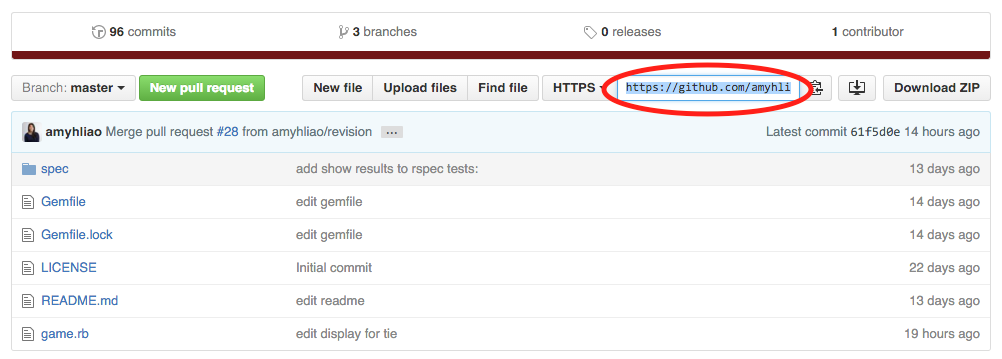 96 commits 3 branches 0 releases 1 contributor
Branch: master New pull request New file Upload files Find file HTTPS https://github.com/amyhli Download ZIP
amyhliao Merge pull request #28 from amyhliao/revision ... Latest commit 61f5d0e 14 hours ago
spec add show results to rspec tests: 13 days ago
Gemfile edit gemfile 14 days ago
Gemfile.lock edit gemfile 14 days ago
LICENSE Initial commit 22 days ago
README.md edit readme 13 days ago
game.rb edit display for tie 19 hours ago